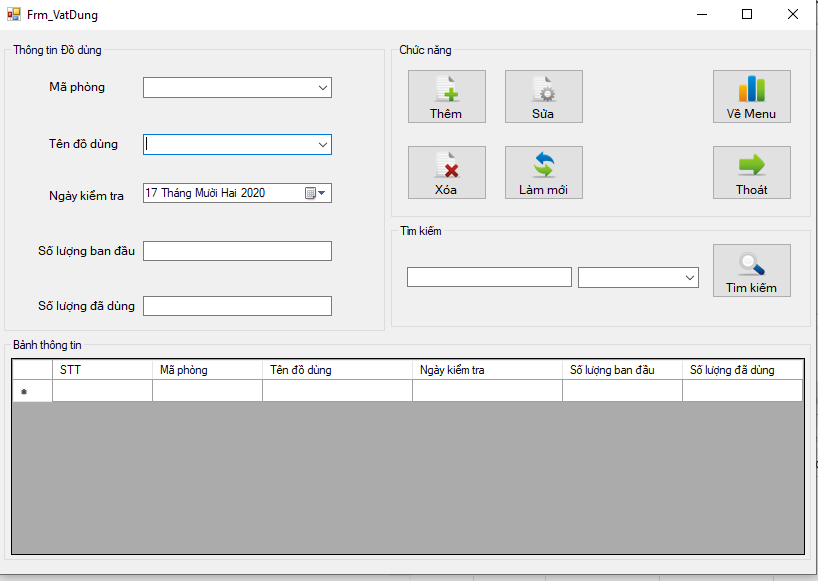 Frm_VatDung
Thông tin Đồ dùng
Mã phòng
Tên đồ dùng
Ngày kiểm tra
17 Tháng Mười Hai 2020
Số lượng ban đầu
Số lượng đã dùng
Chức năng
Thêm
Sửa
Về Menu
Xóa
Làm mới
Thoát
Tìm kiếm
Tìm kiếm
Bảnh thông tin
STT Mã phòng Tên đồ dùng Ngày kiểm tra Số lượng ban đầu Số lượng đã dùng